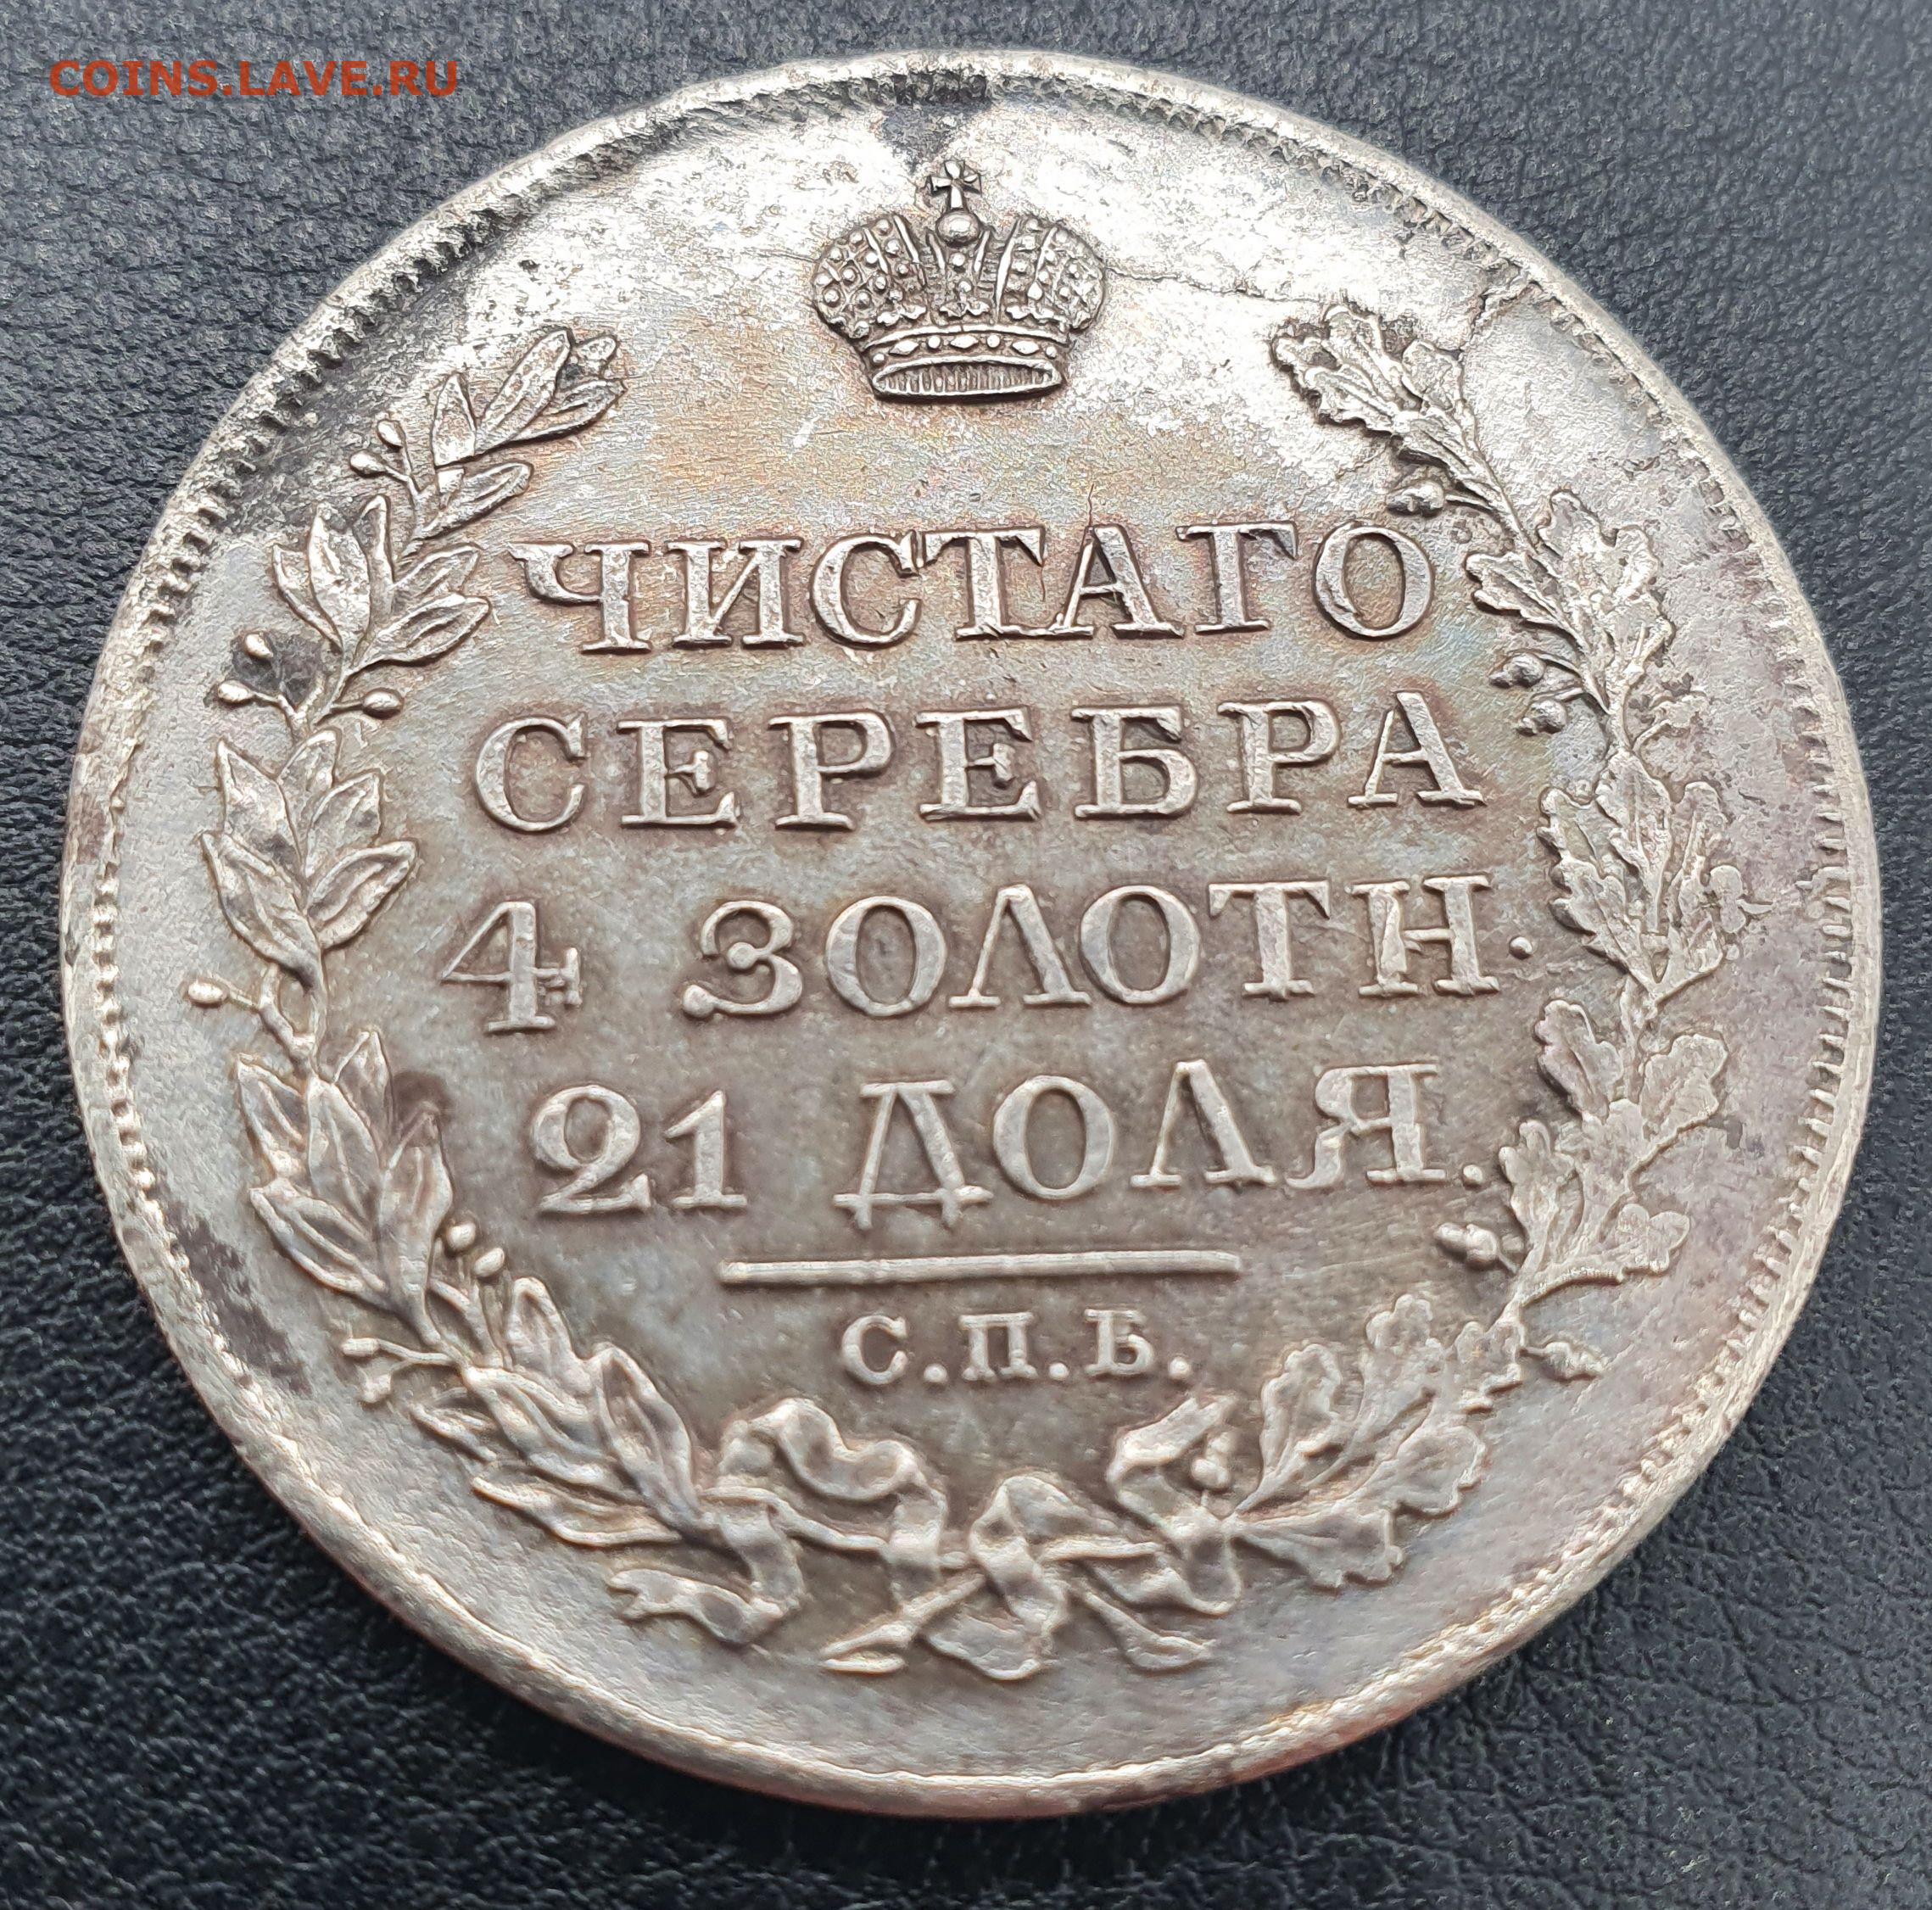 COINS.LAVE.RU
ЧИСТАГО
СЕРЕБРА
4 ЗОЛОТН.
21 ДОЛЯ.
С.П.Б.